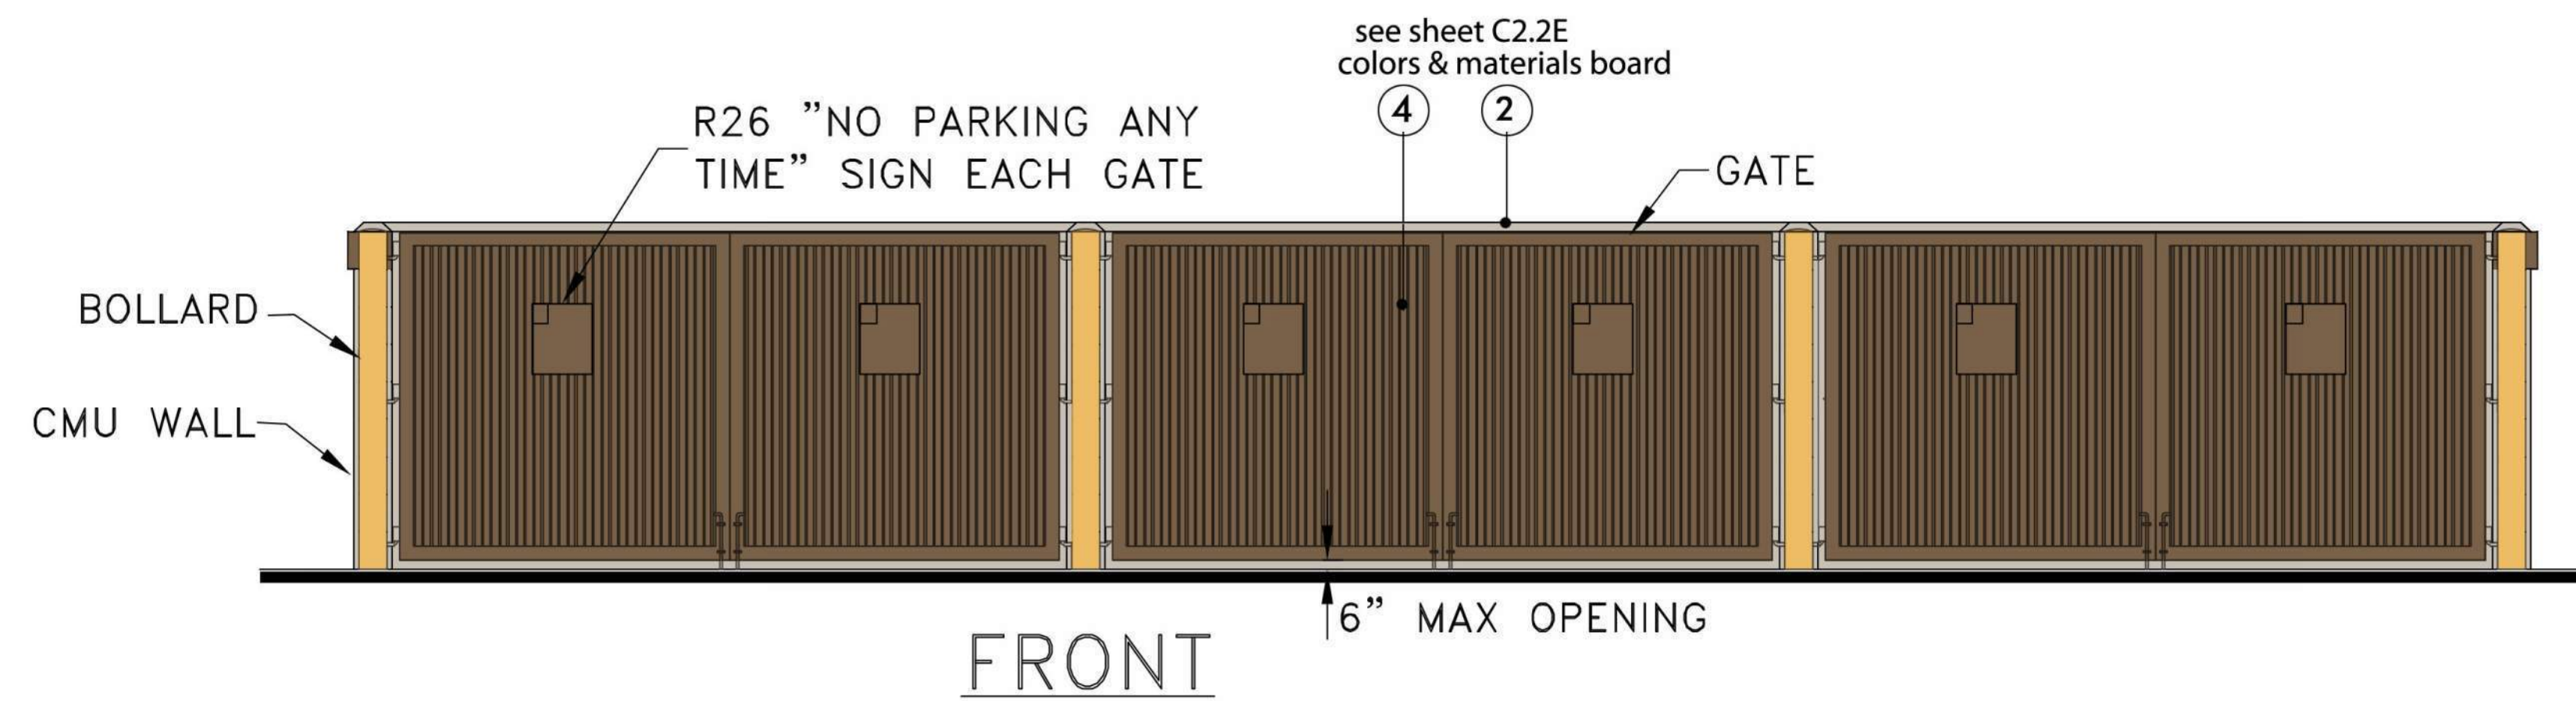 see sheet C2.2E
colors & materials board
4 2
R26 ”NO PARKING ANY
TIME” SIGN EACH GATE
GATE
BOLLARD
CMU WALL
6” MAX OPENING
FRONT